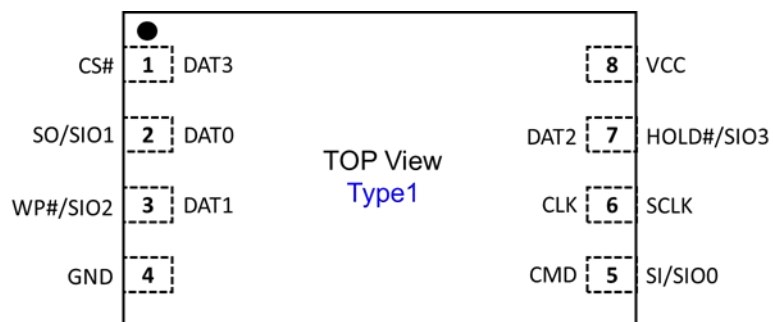 CS# 1 DAT3 8 VCC
SO/SIO1 2 DAT0 DAT2 7 HOLD#/SIO3
TOP View
Type1
WP#/SIO2 3 DAT1 CLK 6 SCLK
GND 4 CMD 5 SI/SIO0